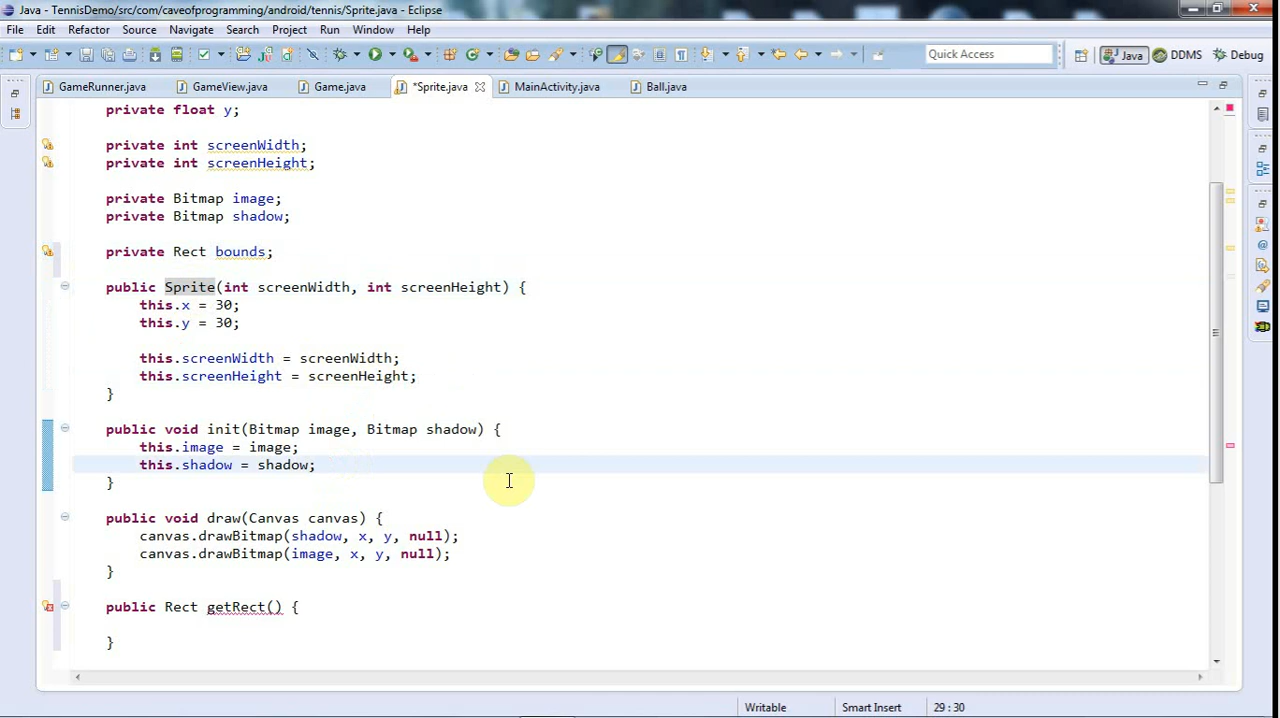 Java - TennisDemo/src/com/caveofprogramming/android/tennis/Sprite.java - Eclipse
File Edit Refactor Source Navigate Search Project Run Window Help
Quick Access Java DDMS Debug
GameRunner.java GameView.java Game.java *Sprite.java MainActivity.java Ball.java
private float y;
private int screenWidth;
private int screenHeight;
private Bitmap image;
private Bitmap shadow;
private Rect bounds;
public Sprite(int screenWidth, int screenHeight) {
this.x = 30;
this.y = 30;
this.screenWidth = screenWidth;
this.screenHeight = screenHeight;
}
public void init(Bitmap image, Bitmap shadow) {
this.image = image;
this.shadow = shadow;
}
public void draw(Canvas canvas) {
canvas.drawBitmap(shadow, x, y, null);
canvas.drawBitmap(image, x, y, null);
}
public Rect getRect() {
}
Writable Smart Insert 29 : 30